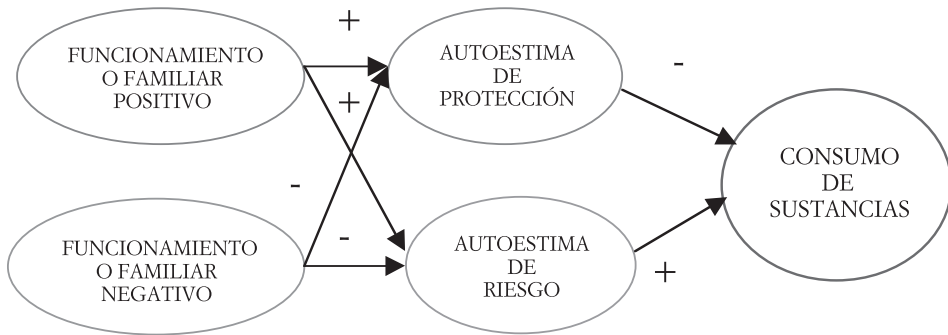 +
FUNCIONAMIENTO
O FAMILIAR
POSITIVO
AUTOESTIMA
DE
PROTECCIÓN
-
+
CONSUMO
DE
SUSTANCIAS
-
-
FUNCIONAMIENTO
O FAMILIAR
NEGATIVO
AUTOESTIMA
DE
RIESGO
+